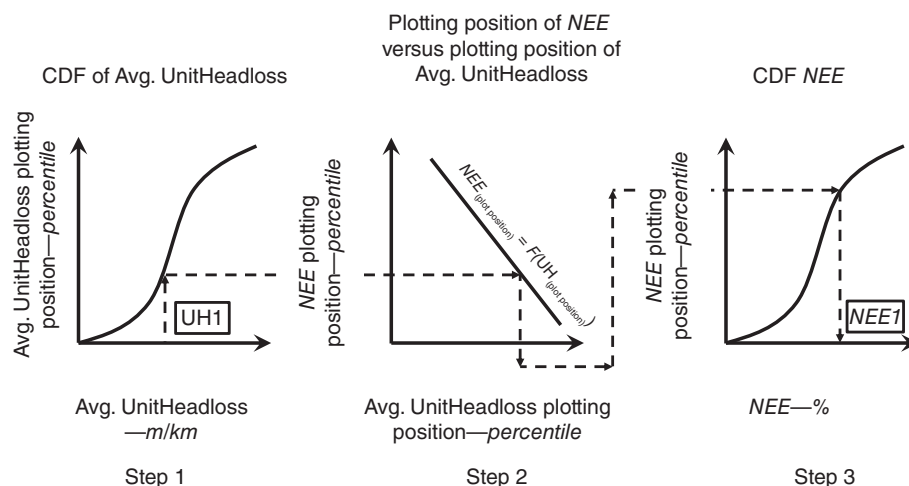 CDF of Avg. UnitHeadloss
Avg. UnitHeadloss plotting
position—percentile
UH1
Avg. UnitHeadloss
—m/km
Step 1
Plotting position of NEE
versus plotting position of
Avg. UnitHeadloss
NEE plotting
position—percentile
NEE(plot position) = F(UH(plot position))
Avg. UnitHeadloss plotting
position—percentile
Step 2
CDF NEE
NEE plotting
position—percentile
NEE1
NEE—%
Step 3